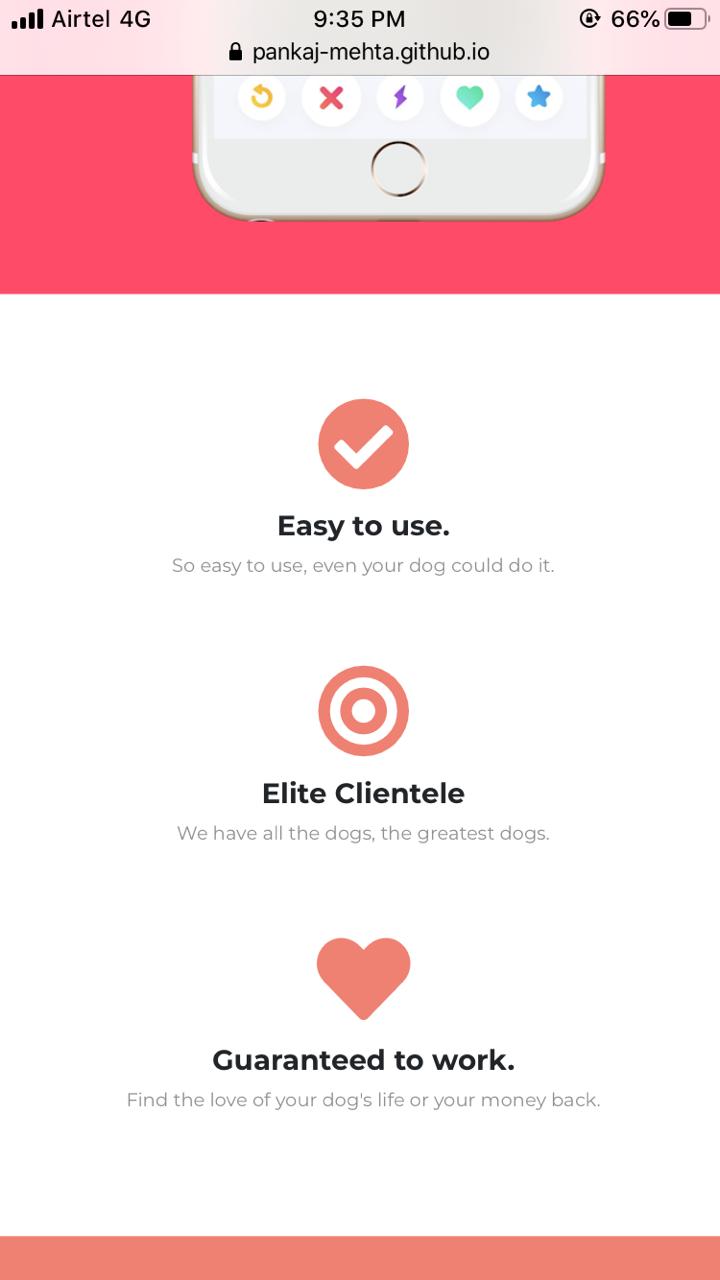 Airtel 4G 9:35 PM 66%
pankaj-mehta.github.io
Easy to use.
So easy to use, even your dog could do it.
Elite Clientele
We have all the dogs, the greatest dogs.
Guaranteed to work.
Find the love of your dog's life or your money back.